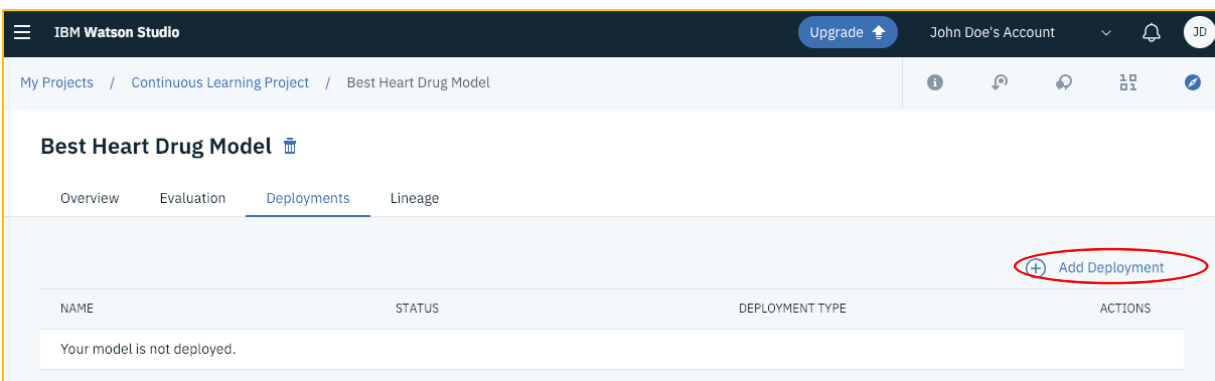 IBM Watson Studio Upgrade John Doe's Account JD
My Projects / Continuous Learning Project / Best Heart Drug Model
Best Heart Drug Model
Overview Evaluation Deployments Lineage
Add Deployment
NAME STATUS DEPLOYMENT TYPE ACTIONS
Your model is not deployed.